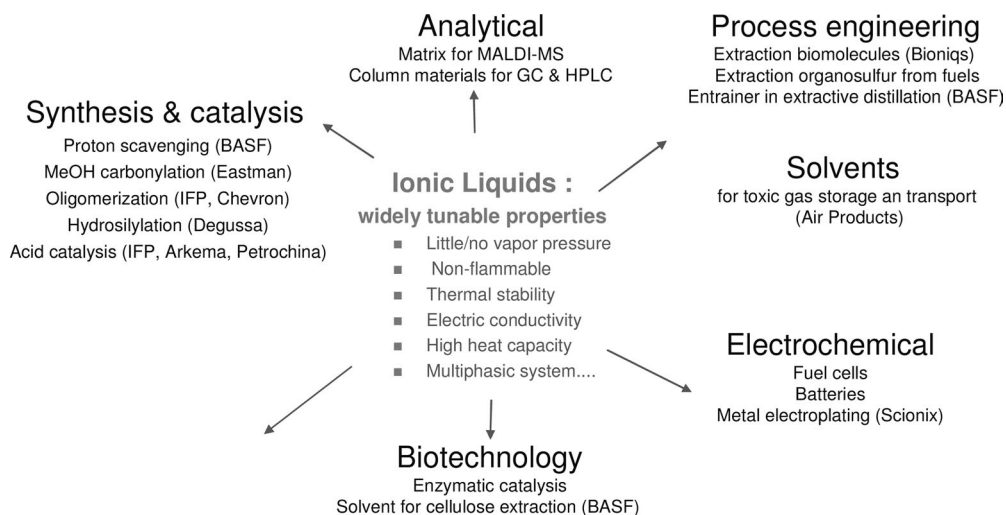 Analytical
Matrix for MALDI-MS
Column materials for GC & HPLC
Process engineering
Extraction biomolecules (Bioniqs)
Extraction organosulfur from fuels
Entrainer in extractive distillation (BASF)
Synthesis & catalysis
Proton scavenging (BASF)
MeOH carbonylation (Eastman)
Oligomerization (IFP, Chevron)
Hydrosilylation (Degussa)
Acid catalysis (IFP, Arkema, Petrochina)
Ionic Liquids :
widely tunable properties
■ Little/no vapor pressure
■ Non-flammable
■ Thermal stability
■ Electric conductivity
■ High heat capacity
■ Multiphasic system....
Solvents
for toxic gas storage an transport
(Air Products)
Electrochemical
Fuel cells
Batteries
Metal electroplating (Scionix)
Biotechnology
Enzymatic catalysis
Solvent for cellulose extraction (BASF)